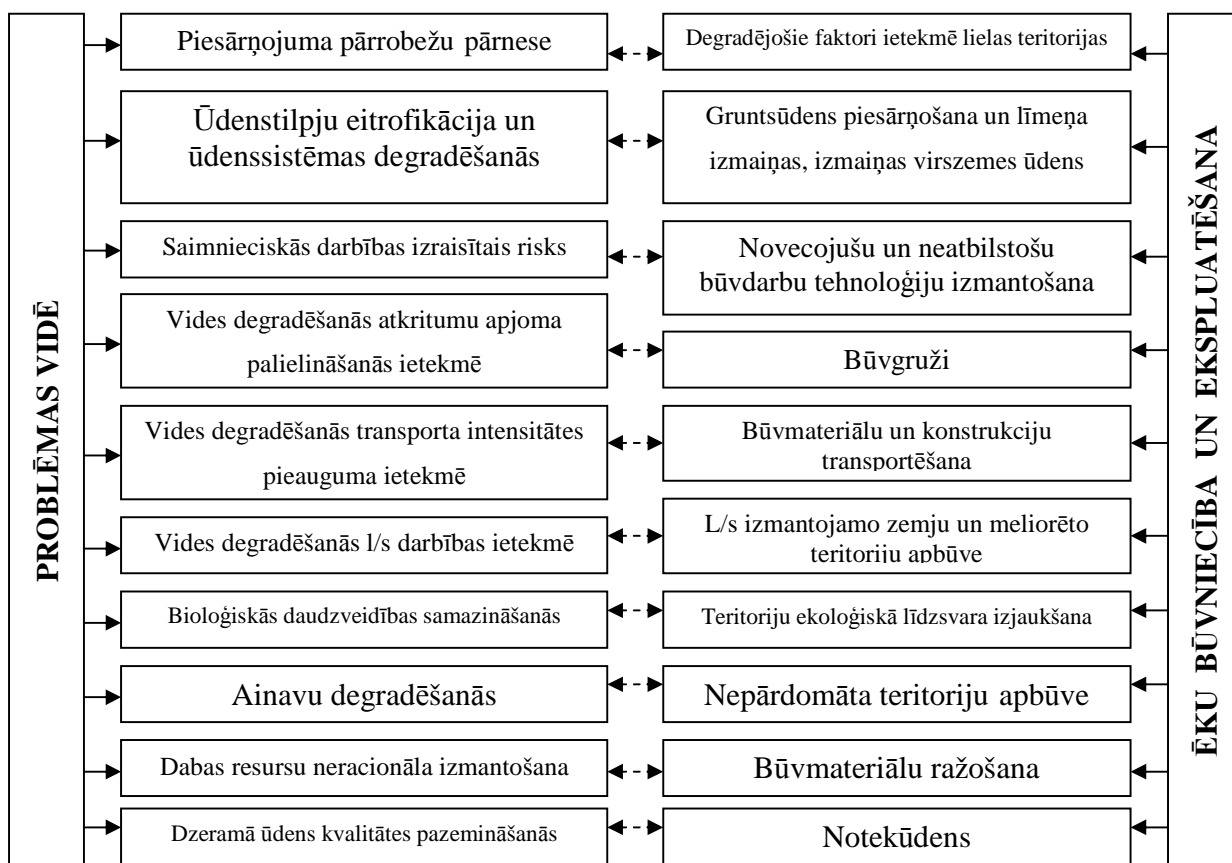 PROBLĒMAS VIDĒ
Piesārņojuma pārrobežu pārnese
Degradējošie faktori ietekmē lielas teritorijas
Ūdenstilpju eitrofikācija un
ūdenssistēmas degradēšanās
Gruntsūdens piesārņošana un līmeņa
izmaiņas, izmaiņas virszemes ūdens
Saimnieciskās darbības izraisītais risks
Novecojušu un neatbilstošu
būvdarbu tehnoloģiju izmantošana
Vides degradēšanās atkritumu apjoma
palielināšanās ietekmē
Būvgruži
Vides degradēšanās transporta intensitātes
pieauguma ietekmē
Būvmateriālu un konstrukciju
transportēšana
Vides degradēšanās l/s darbības ietekmē
L/s izmantojamo zemju un meliorēto
teritoriju apbūve
Bioloģiskās daudzveidības samazināšanās
Teritoriju ekoloģiskā līdzsvara izjaukšana
Ainavu degradēšanās
Nepārdomāta teritoriju apbūve
Dabas resursu neracionāla izmantošana
Būvmateriālu ražošana
Dzeramā ūdens kvalitātes pazemināšanās
Notekūdens
ĒKU BŪVNIECĪBA UN EKSPLUATĒŠANA